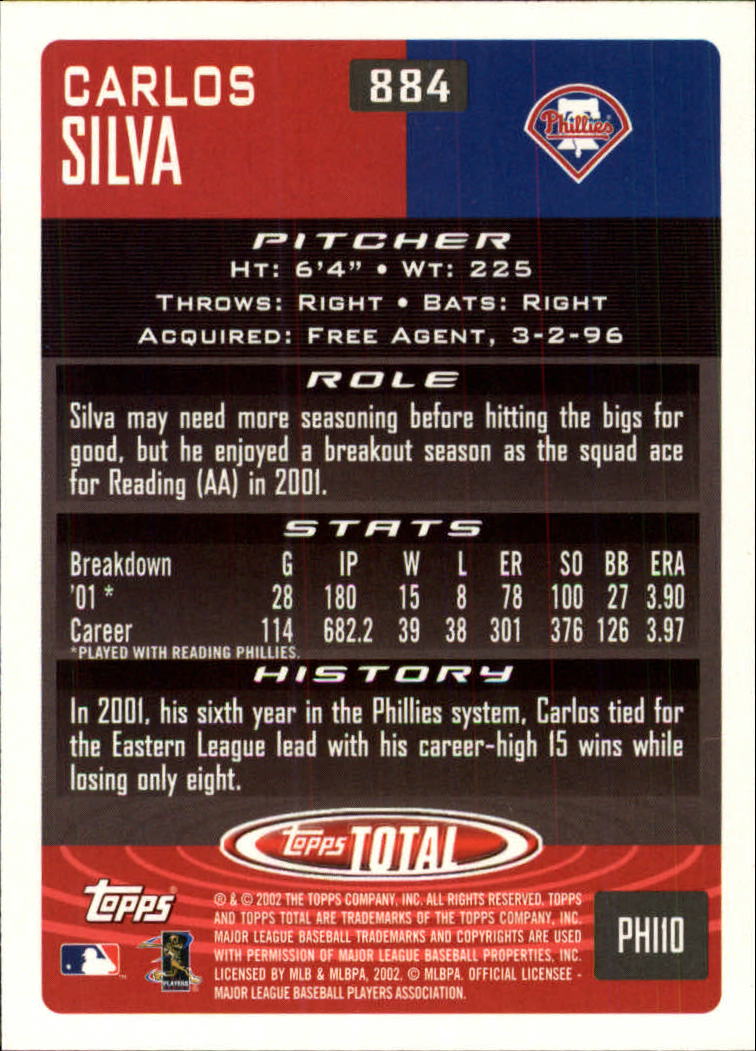 CARLOS
SILVA
884
Phillies
PITCHER
HT: 6'4" • WT: 225
THROWS: RIGHT • BATS: RIGHT
ACQUIRED: FREE AGENT, 3-2-96
ROLE
Silva may need more seasoning before hitting the bigs for
good, but he enjoyed a breakout season as the squad ace
for Reading (AA) in 2001.
STATS
Breakdown G IP W L ER SO BB ERA
'01 * 28 180 15 8 78 100 27 3.90
Career 114 682.2 39 38 301 376 126 3.97
*PLAYED WITH READING PHILLIES.
HISTORY
In 2001, his sixth year in the Phillies system, Carlos tied for
the Eastern League lead with his career-high 15 wins while
losing only eight.
topps TOTAL
topps
® & © 2002 THE TOPPS COMPANY, INC. ALL RIGHTS RESERVED. TOPPS
AND TOPPS TOTAL ARE TRADEMARKS OF THE TOPPS COMPANY, INC.
MAJOR LEAGUE BASEBALL TRADEMARKS AND COPYRIGHTS ARE USED
WITH PERMISSION OF MAJOR LEAGUE BASEBALL PROPERTIES, INC.
LICENSED BY MLB & MLBPA, 2002. © MLBPA. OFFICIAL LICENSEE -
MAJOR LEAGUE BASEBALL PLAYERS ASSOCIATION.
PLAYERS
PHI10